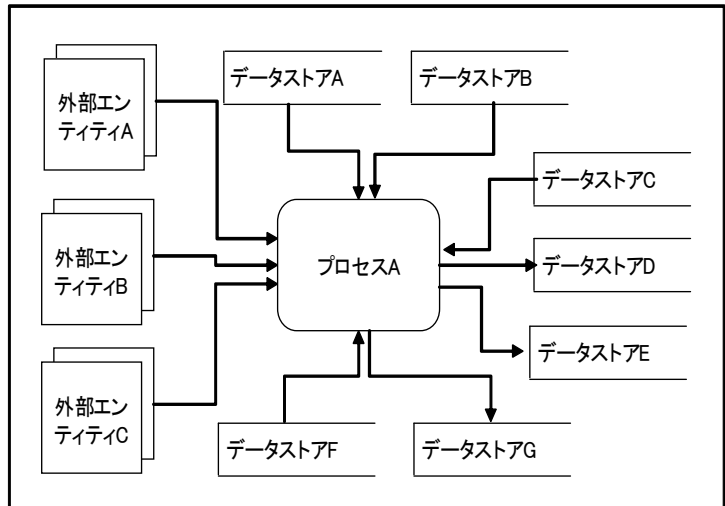 外部エン
ティティA
データストアA
データストアB
データストアC
外部エン
ティティB
プロセスA
データストアD
データストアE
外部エン
ティティC
データストアF
データストアG